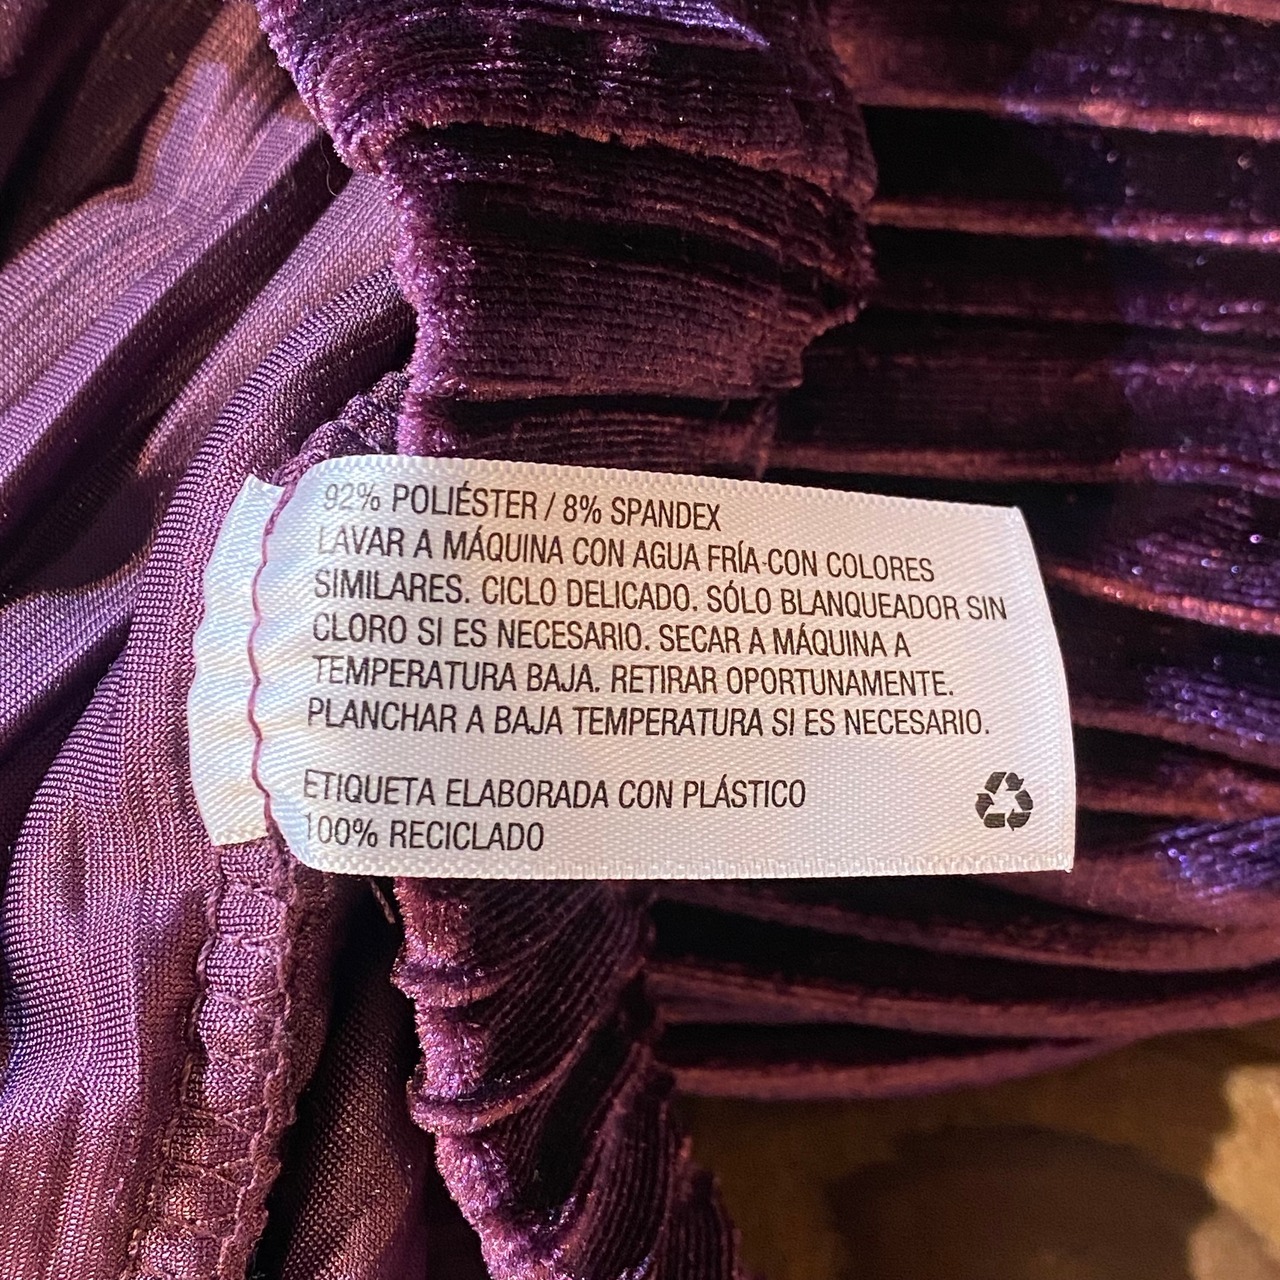 92% POLIÉSTER / 8% SPANDEX
LAVAR A MÁQUINA CON AGUA FRÍA-CON COLORES
SIMILARES. CICLO DELICADO. SÓLO BLANQUEADOR SIN
CLORO SI ES NECESARIO. SECAR A MÁQUINA A
TEMPERATURA BAJA. RETIRAR OPORTUNAMENTE.
PLANCHAR A BAJA TEMPERATURA SI ES NECESARIO.
ETIQUETA ELABORADA CON PLÁSTICO
100% RECICLADO